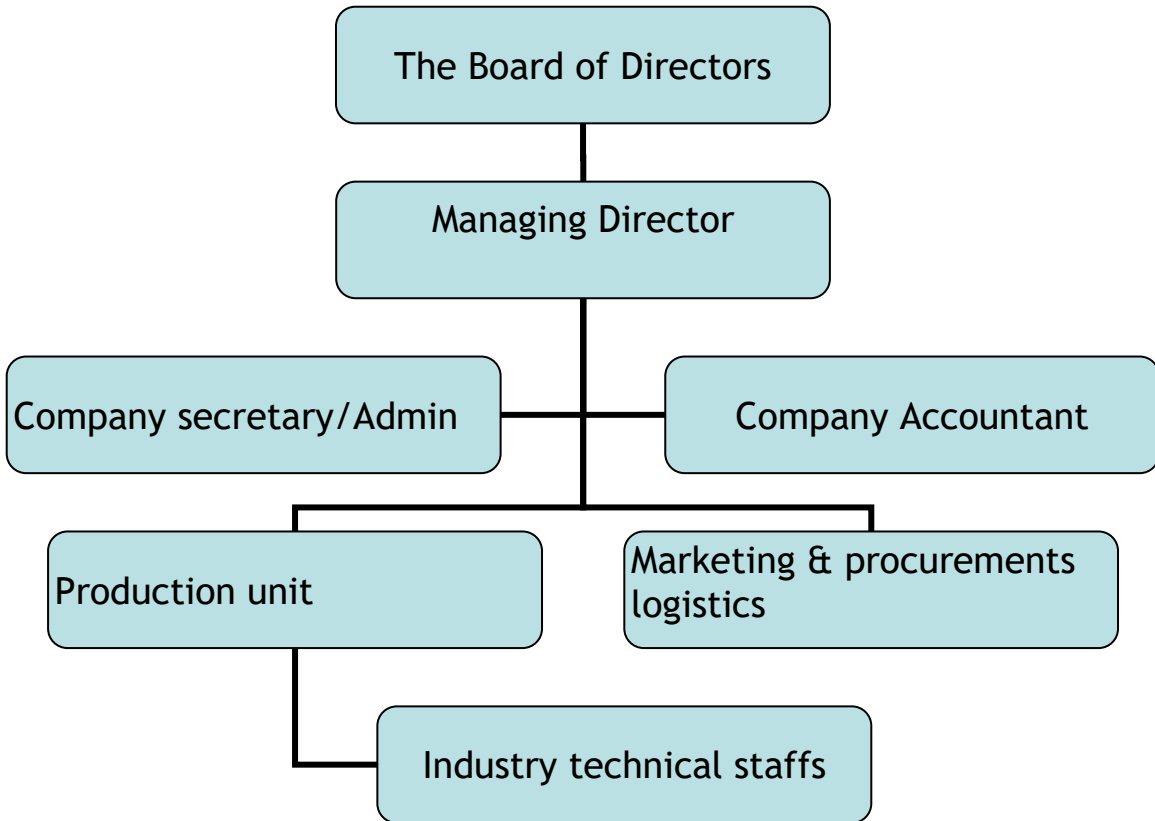 The Board of Directors
Managing Director
Company secretary/Admin
Company Accountant
Production unit
Marketing & procurements
logistics
Industry technical staffs